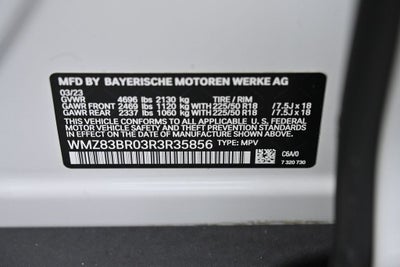 MFD BY BAYERISCHE MOTOREN WERKE AG
03/23
GVWR 4696 lbs 2130 kg TIRE / RIM
GAWR FRONT 2469 lbs 1120 kg WITH 225/50 R18 /7.5J x 18
GAWR REAR 2337 lbs 1060 kg WITH 225/50 R18 /7.5J x 18
THIS VEHICLE CONFORMS TO ALL APPLICABLE
U.S. FEDERAL MOTOR VEHICLE SAFETY
STANDARDS IN EFFECT ON THE DATE
OF MANUFACTURE SHOWN ABOVE.
WMZ83BR03R3R35856 TYPE: MPV
C6A/0
7 320 730